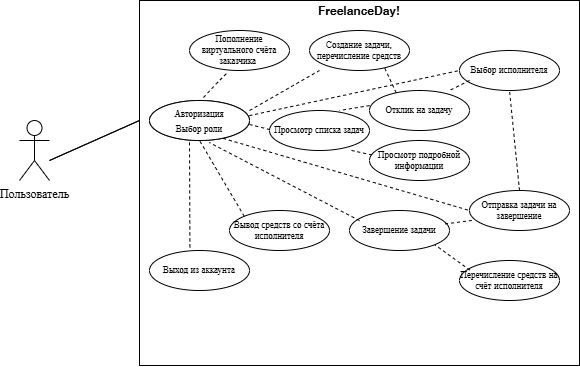 FreelanceDay!
Пополнение
виртуального счёта
заказчика
Создание задачи,
перечисление средств
Выбор исполнителя
Авторизация
Выбор роли
Отклик на задачу
Просмотр списка задач
Просмотр подробной
информации
Пользователь
Отправка задачи на
завершение
Вывод средств со счёта
исполнителя
Завершение задачи
Выход из аккаунта
Перечисление средств на
счёт исполнителя